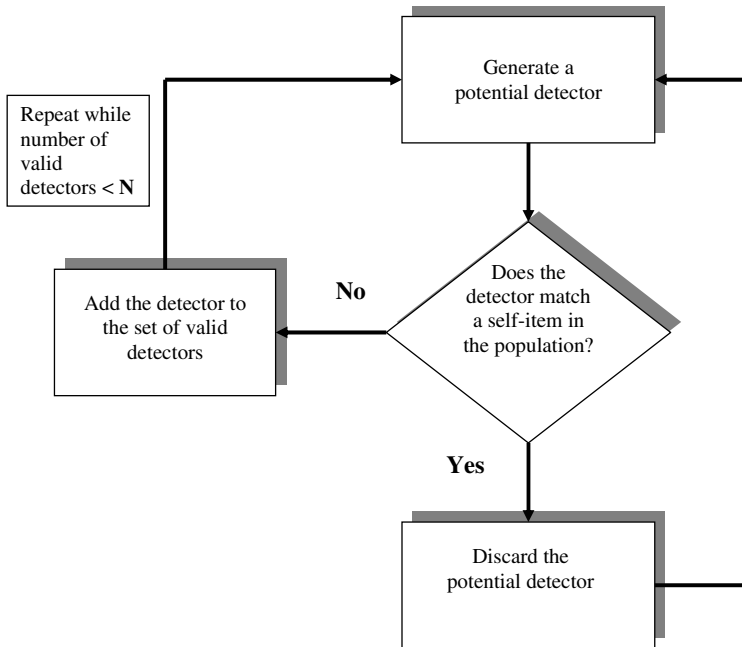 Generate a
potential detector
Repeat while
number of
valid
detectors < N
Does the
detector match
a self-item in
the population?
No
Add the detector to
the set of valid
detectors
Yes
Discard the
potential detector